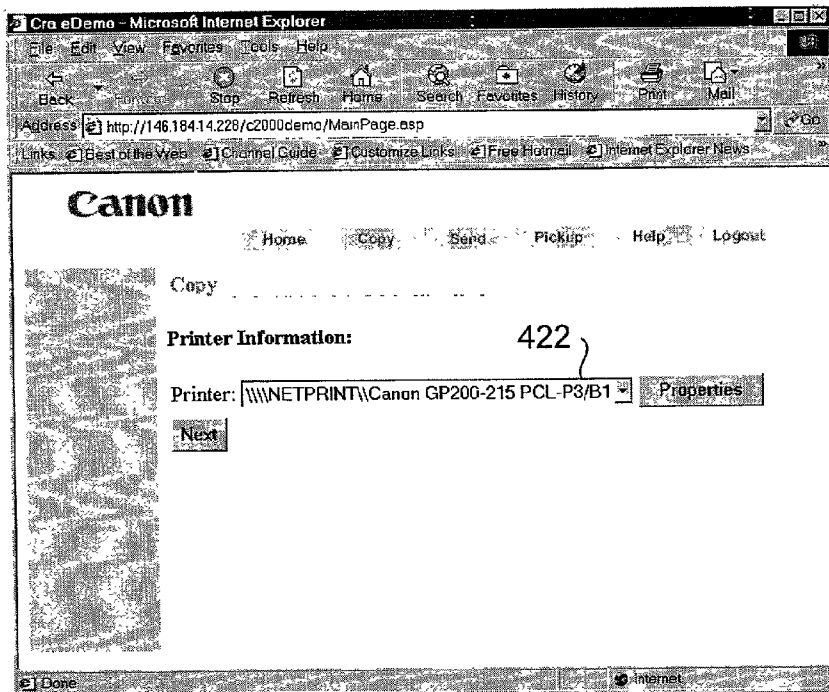 Cra eDemo - Microsoft Internet Explorer
File Edit View Favorites Tools Help
Back Forward Stop Refresh Home Search Favorites History Print Mail »
Address http://146.184.14.228/c2000demo/MainPage.asp Go
Links Best of the Web Channel Guide Customize Links Free Hotmail Internet Explorer News »
Canon
Home Copy Send Pickup Help Logout
Copy
Printer Information:
422
Printer: \\\\NETPRINT\\Canon GP200-215 PCL-P3/B1 Properties
Next
Done Internet